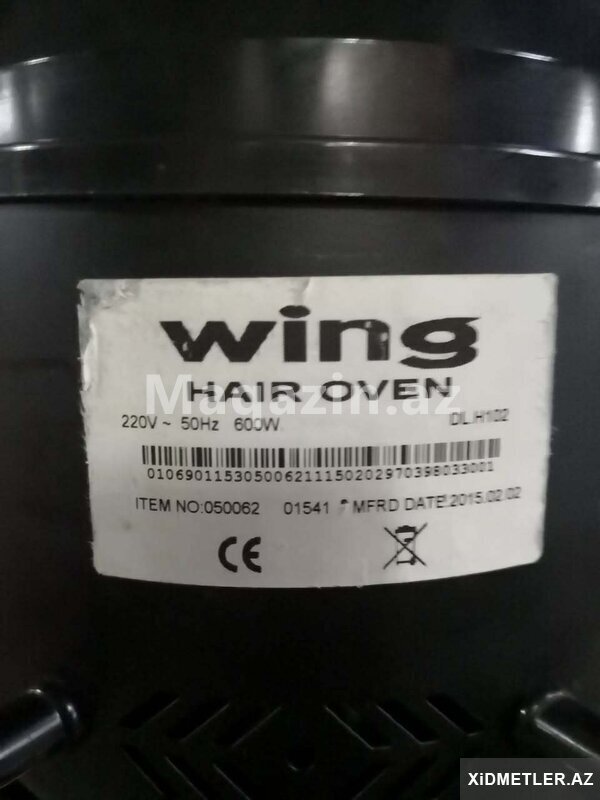 wing
HAIR OVEN
Magazin.az
220V ~ 50Hz 600W DL.H102
010690115305006211150202970398033001
ITEM NO:050062 01541 MFRD DATE:2015.02.02
CE
XiDMETLER.AZ